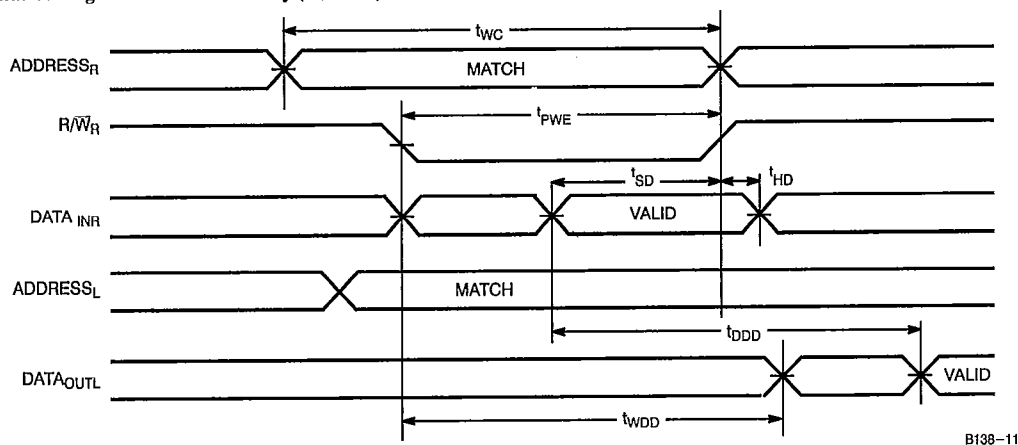 tWC
ADDRESSR
MATCH
R/W̅R
tPWE
tSD
tHD
DATA INR
VALID
ADDRESSL
MATCH
tDDD
DATAOUTL
VALID
tWDD
B138–11